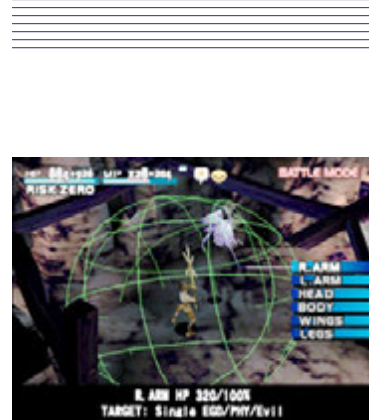 BATTLE MODE
RISK ZERO
R. ARM
L. ARM
HEAD
BODY
WINGS
LEGS
R. ARM HP 320/100%
TARGET: Single EGD/PHY/Evil